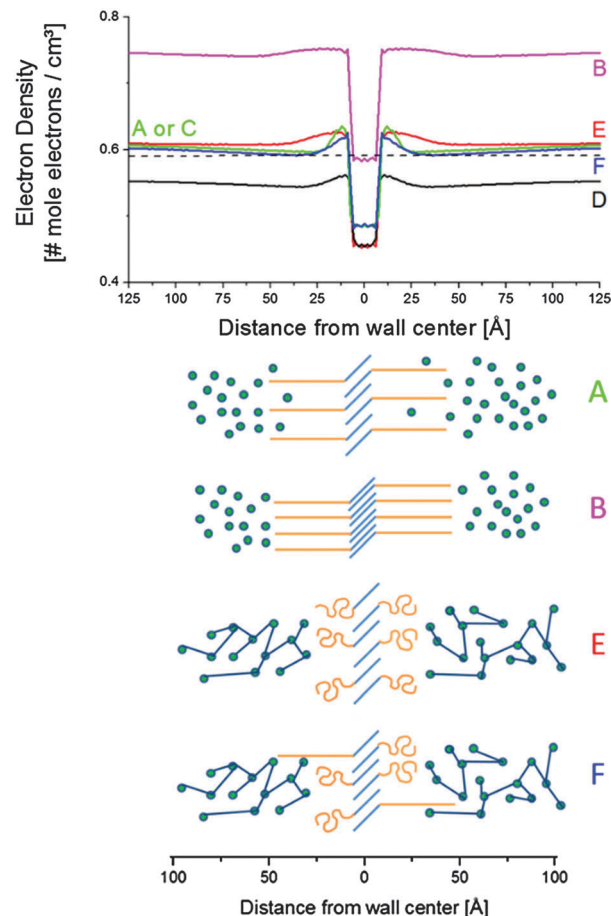 Electron Density
[# mole electrons / cm³]
0.8
0.6
0.4
A or C
B
E
F
D
125 100 75 50 25 0 25 50 75 100 125
Distance from wall center [Å]
A
B
E
F
100 50 0 50 100
Distance from wall center [Å]